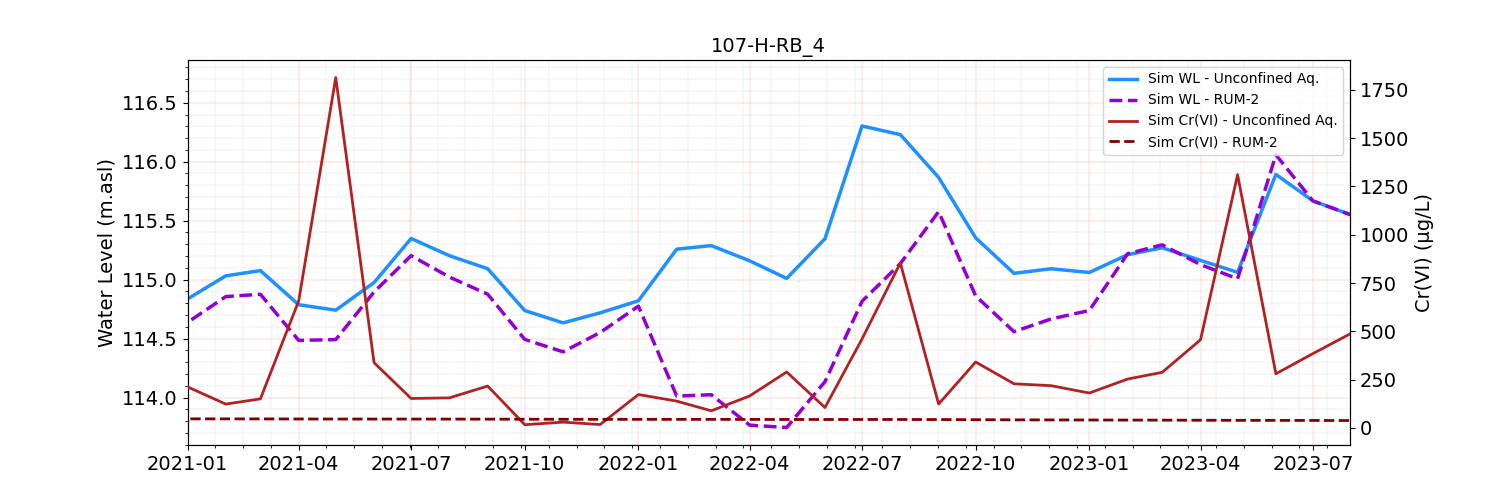 107-H-RB_4
Sim WL - Unconfined Aq.
Sim WL - RUM-2
Sim Cr(VI) - Unconfined Aq.
Sim Cr(VI) - RUM-2
Water Level (m.asl)
116.5
116.0
115.5
115.0
114.5
114.0
1750
1500
1250
1000
750
500
250
0
Cr(VI) (μg/L)
2021-01 2021-04 2021-07 2021-10 2022-01 2022-04 2022-07 2022-10 2023-01 2023-04 2023-07